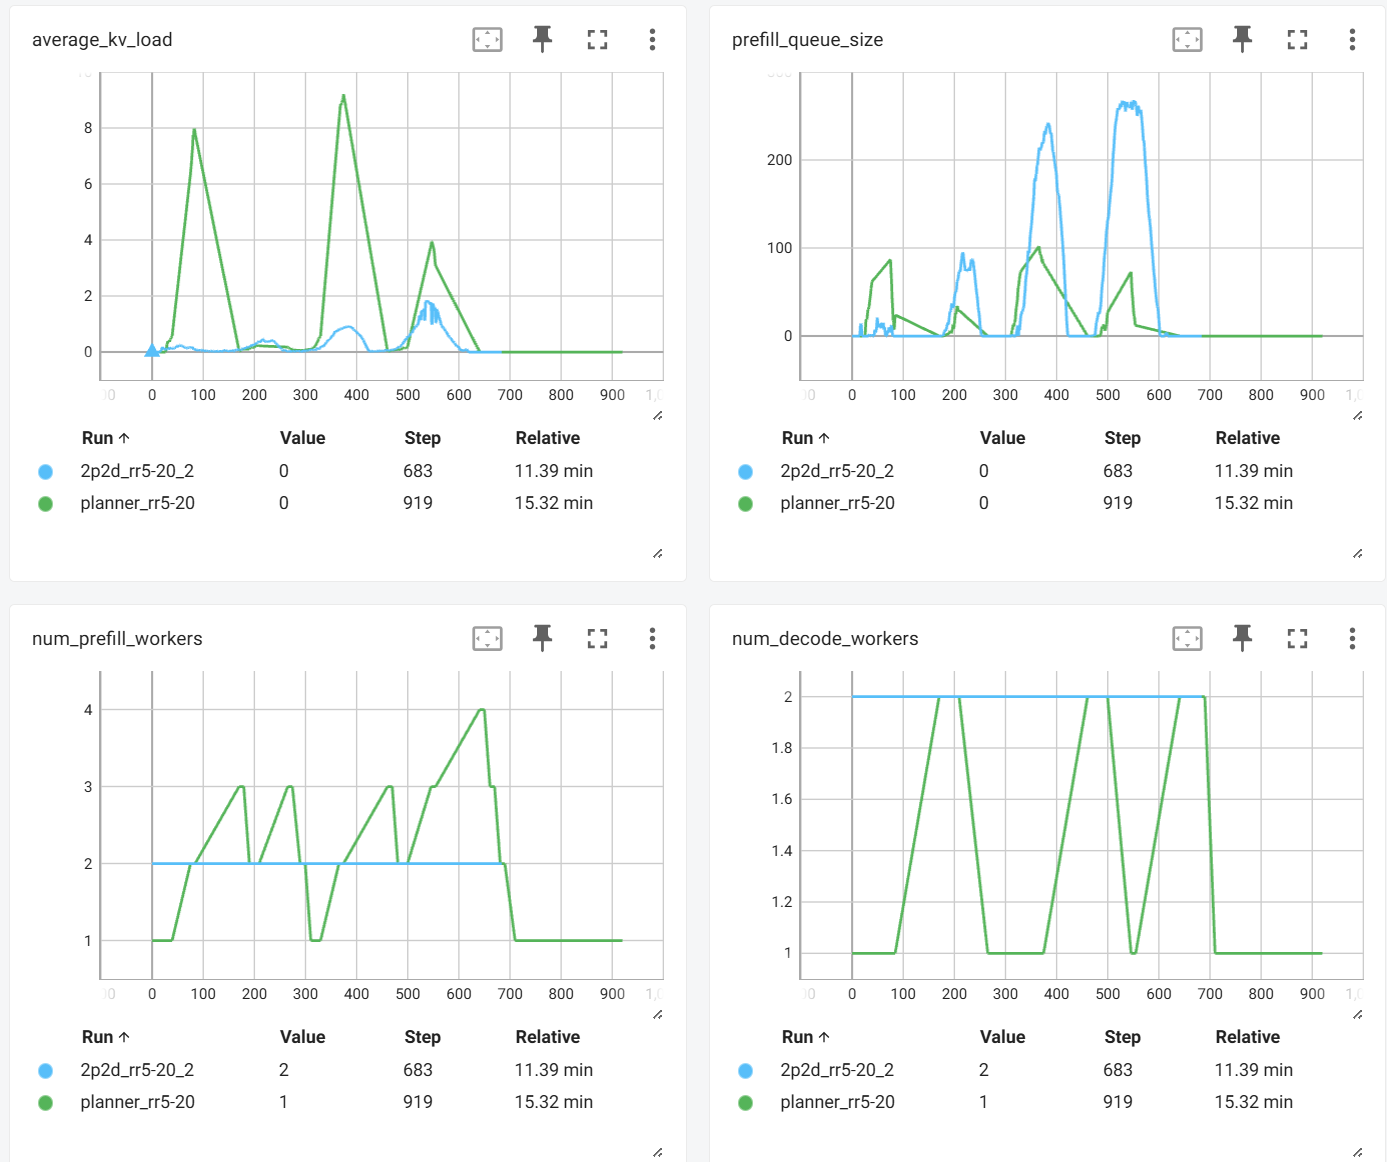 average_kv_load
8
6
4
2
0
0 100 200 300 400 500 600 700 800 900
Run ↑ Value Step Relative
2p2d_rr5-20_2 0 683 11.39 min
planner_rr5-20 0 919 15.32 min
prefill_queue_size
200
100
0
0 100 200 300 400 500 600 700 800 900
Run ↑ Value Step Relative
2p2d_rr5-20_2 0 683 11.39 min
planner_rr5-20 0 919 15.32 min
num_prefill_workers
4
3
2
1
0 100 200 300 400 500 600 700 800 900
Run ↑ Value Step Relative
2p2d_rr5-20_2 2 683 11.39 min
planner_rr5-20 1 919 15.32 min
num_decode_workers
2
1.8
1.6
1.4
1.2
1
0 100 200 300 400 500 600 700 800 900
Run ↑ Value Step Relative
2p2d_rr5-20_2 2 683 11.39 min
planner_rr5-20 1 919 15.32 min